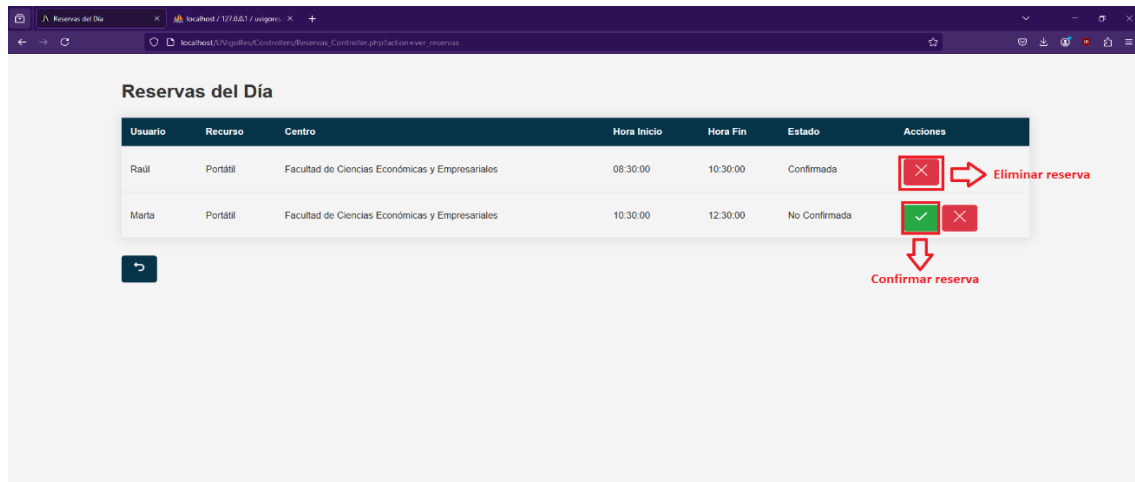 Reservas del Día
localhost / 127.0.0.1 / uvigores
localhost/UVigoRes/Controllers/Reservas_Controller.php?action=ver_reservas
Reservas del Día
Usuario Recurso Centro Hora Inicio Hora Fin Estado Acciones
Raúl Portátil Facultad de Ciencias Económicas y Empresariales 08:30:00 10:30:00 Confirmada
Eliminar reserva
Marta Portátil Facultad de Ciencias Económicas y Empresariales 10:30:00 12:30:00 No Confirmada
Confirmar reserva